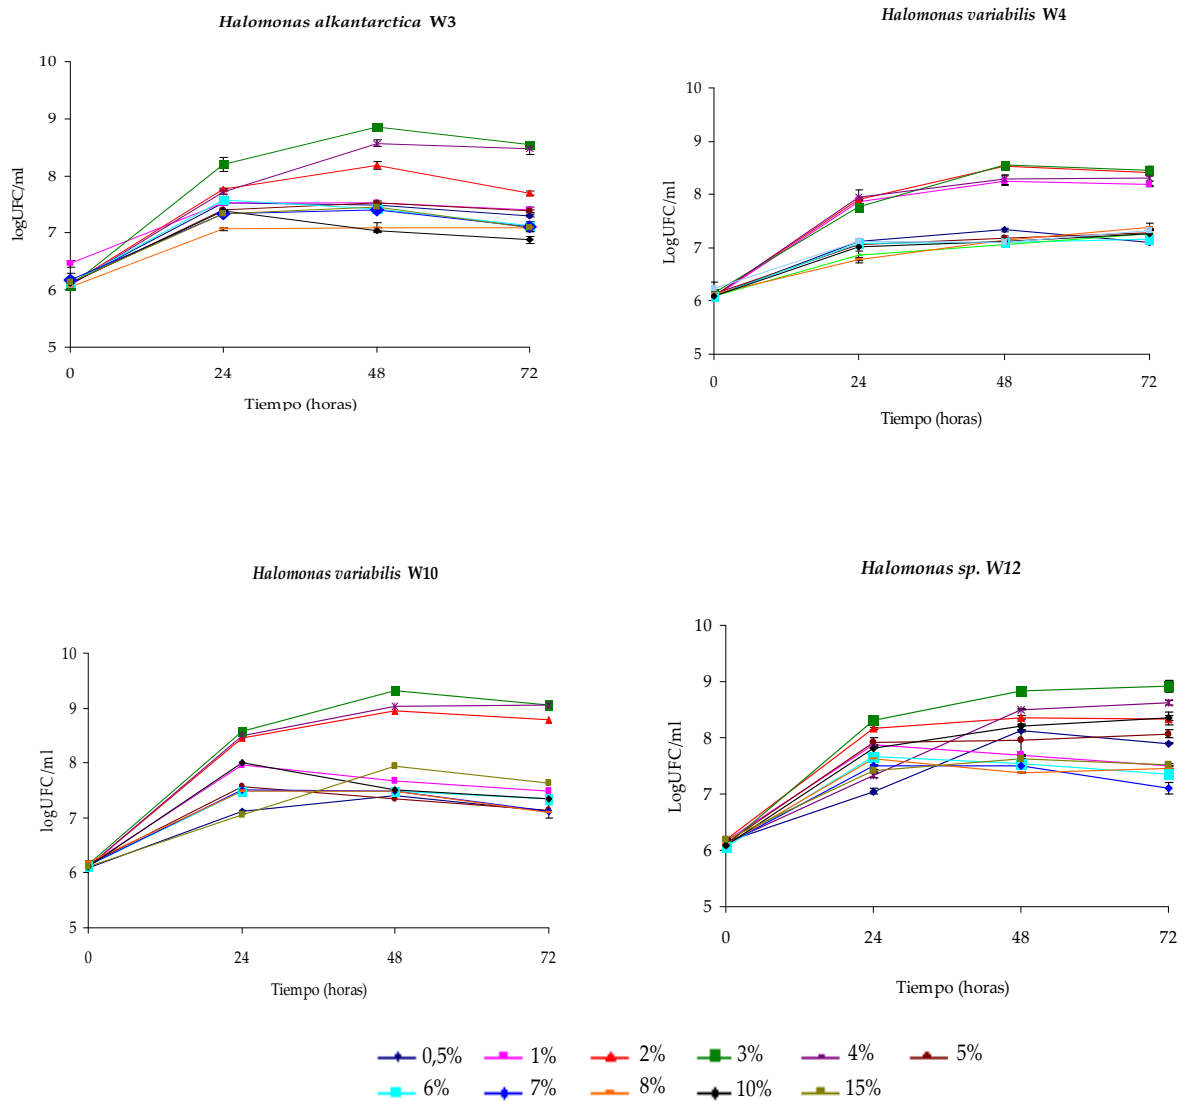 Halomonas alkantarctica W3
logUFC/ml
10
9
8
7
6
5
0 24 48 72
Tiempo (horas)
Halomonas variabilis W4
LogUFC/ml
10
9
8
7
6
5
0 24 48 72
Tiempo (horas)
Halomonas variabilis W10
logUFC/ml
10
9
8
7
6
5
0 24 48 72
Tiempo (horas)
Halomonas sp. W12
LogUFC/ml
10
9
8
7
6
5
0 24 48 72
Tiempo (horas)
0,5% 1% 2% 3% 4% 5%
6% 7% 8% 10% 15%